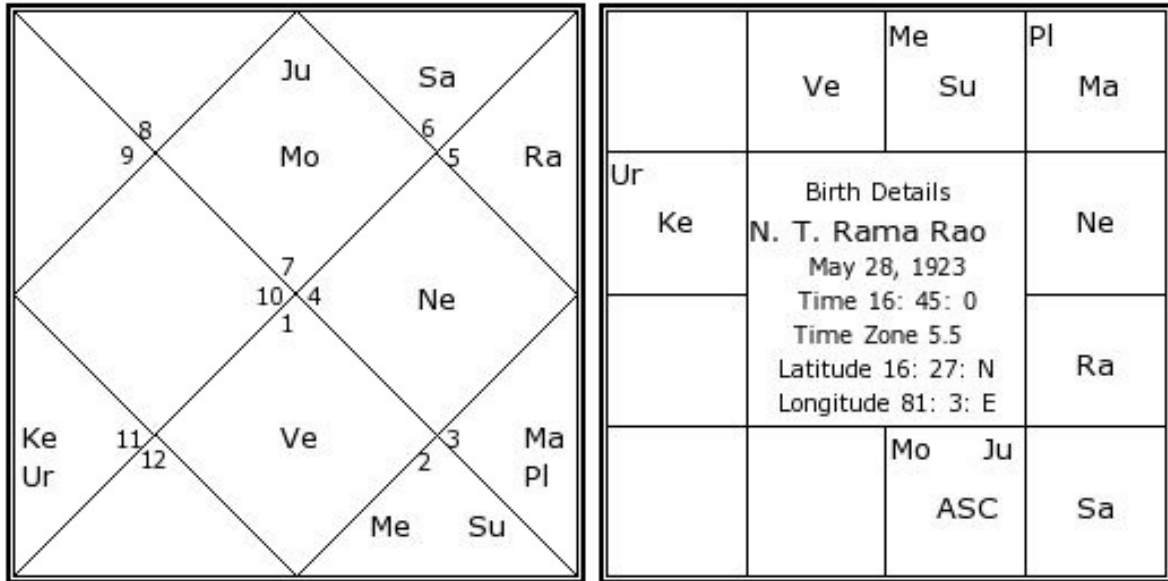 Ju
Sa
8
6
9
Mo
5
Ra
7
10
4
Ne
1
Ke
11
Ve
3
Ma
Ur
12
2
Pl
Me
Su
Me
Pl
Ve
Su
Ma
Ur
Ke
Ne
Birth Details
N. T. Rama Rao
May 28, 1923
Time 16: 45: 0
Time Zone 5.5
Latitude 16: 27: N
Longitude 81: 3: E
Ra
Mo Ju
ASC
Sa